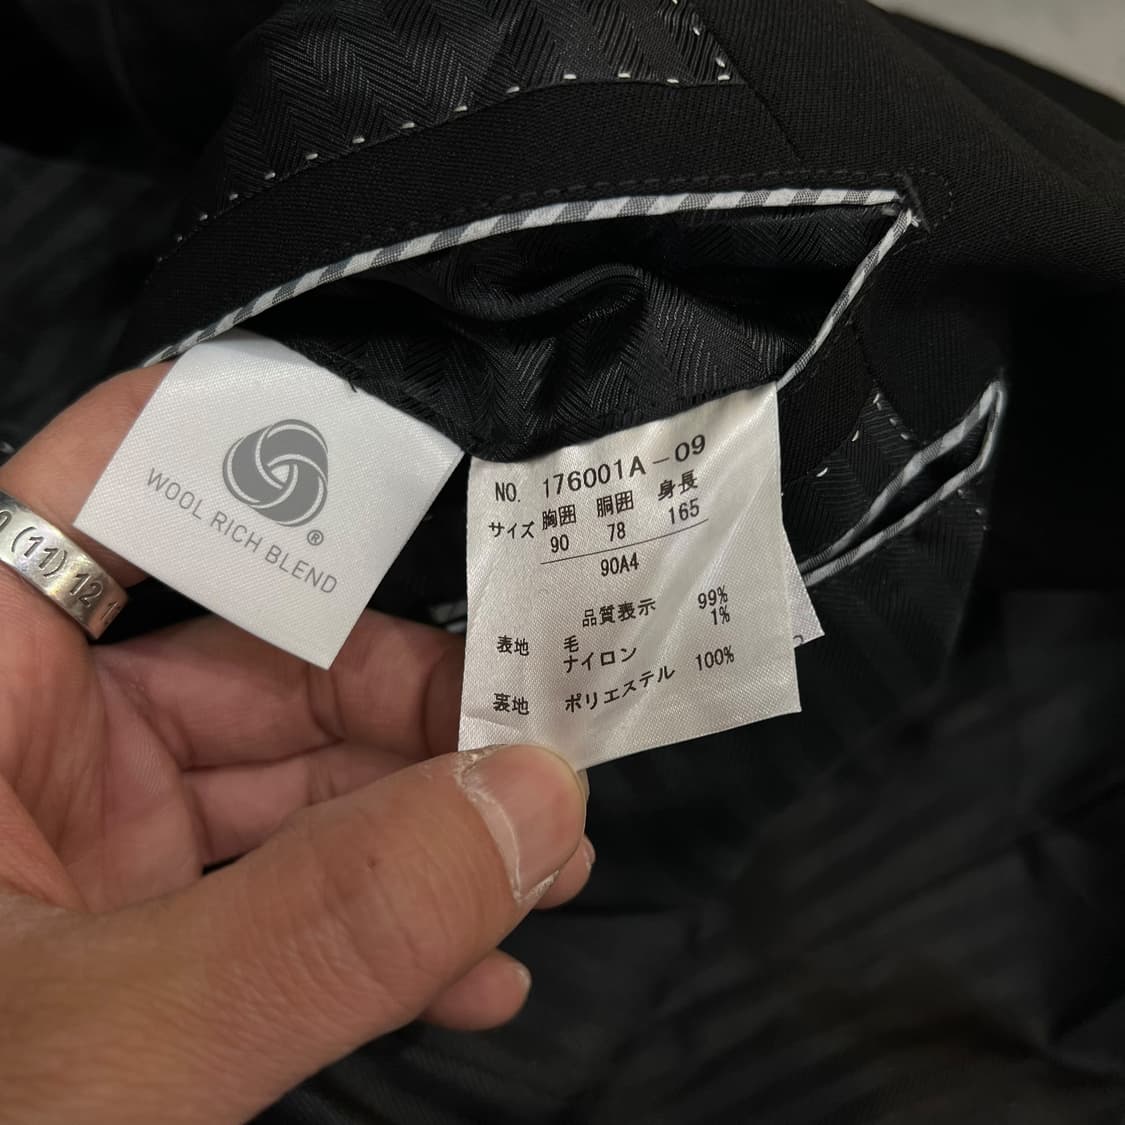 WOOL RICH BLEND
®
NO. 176001A-09
サイズ 胸囲 胴囲 身長
90 78 165
90A4
品質表示
表地 毛 99%
ナイロン 1%
裏地 ポリエステル 100%
(11) 12